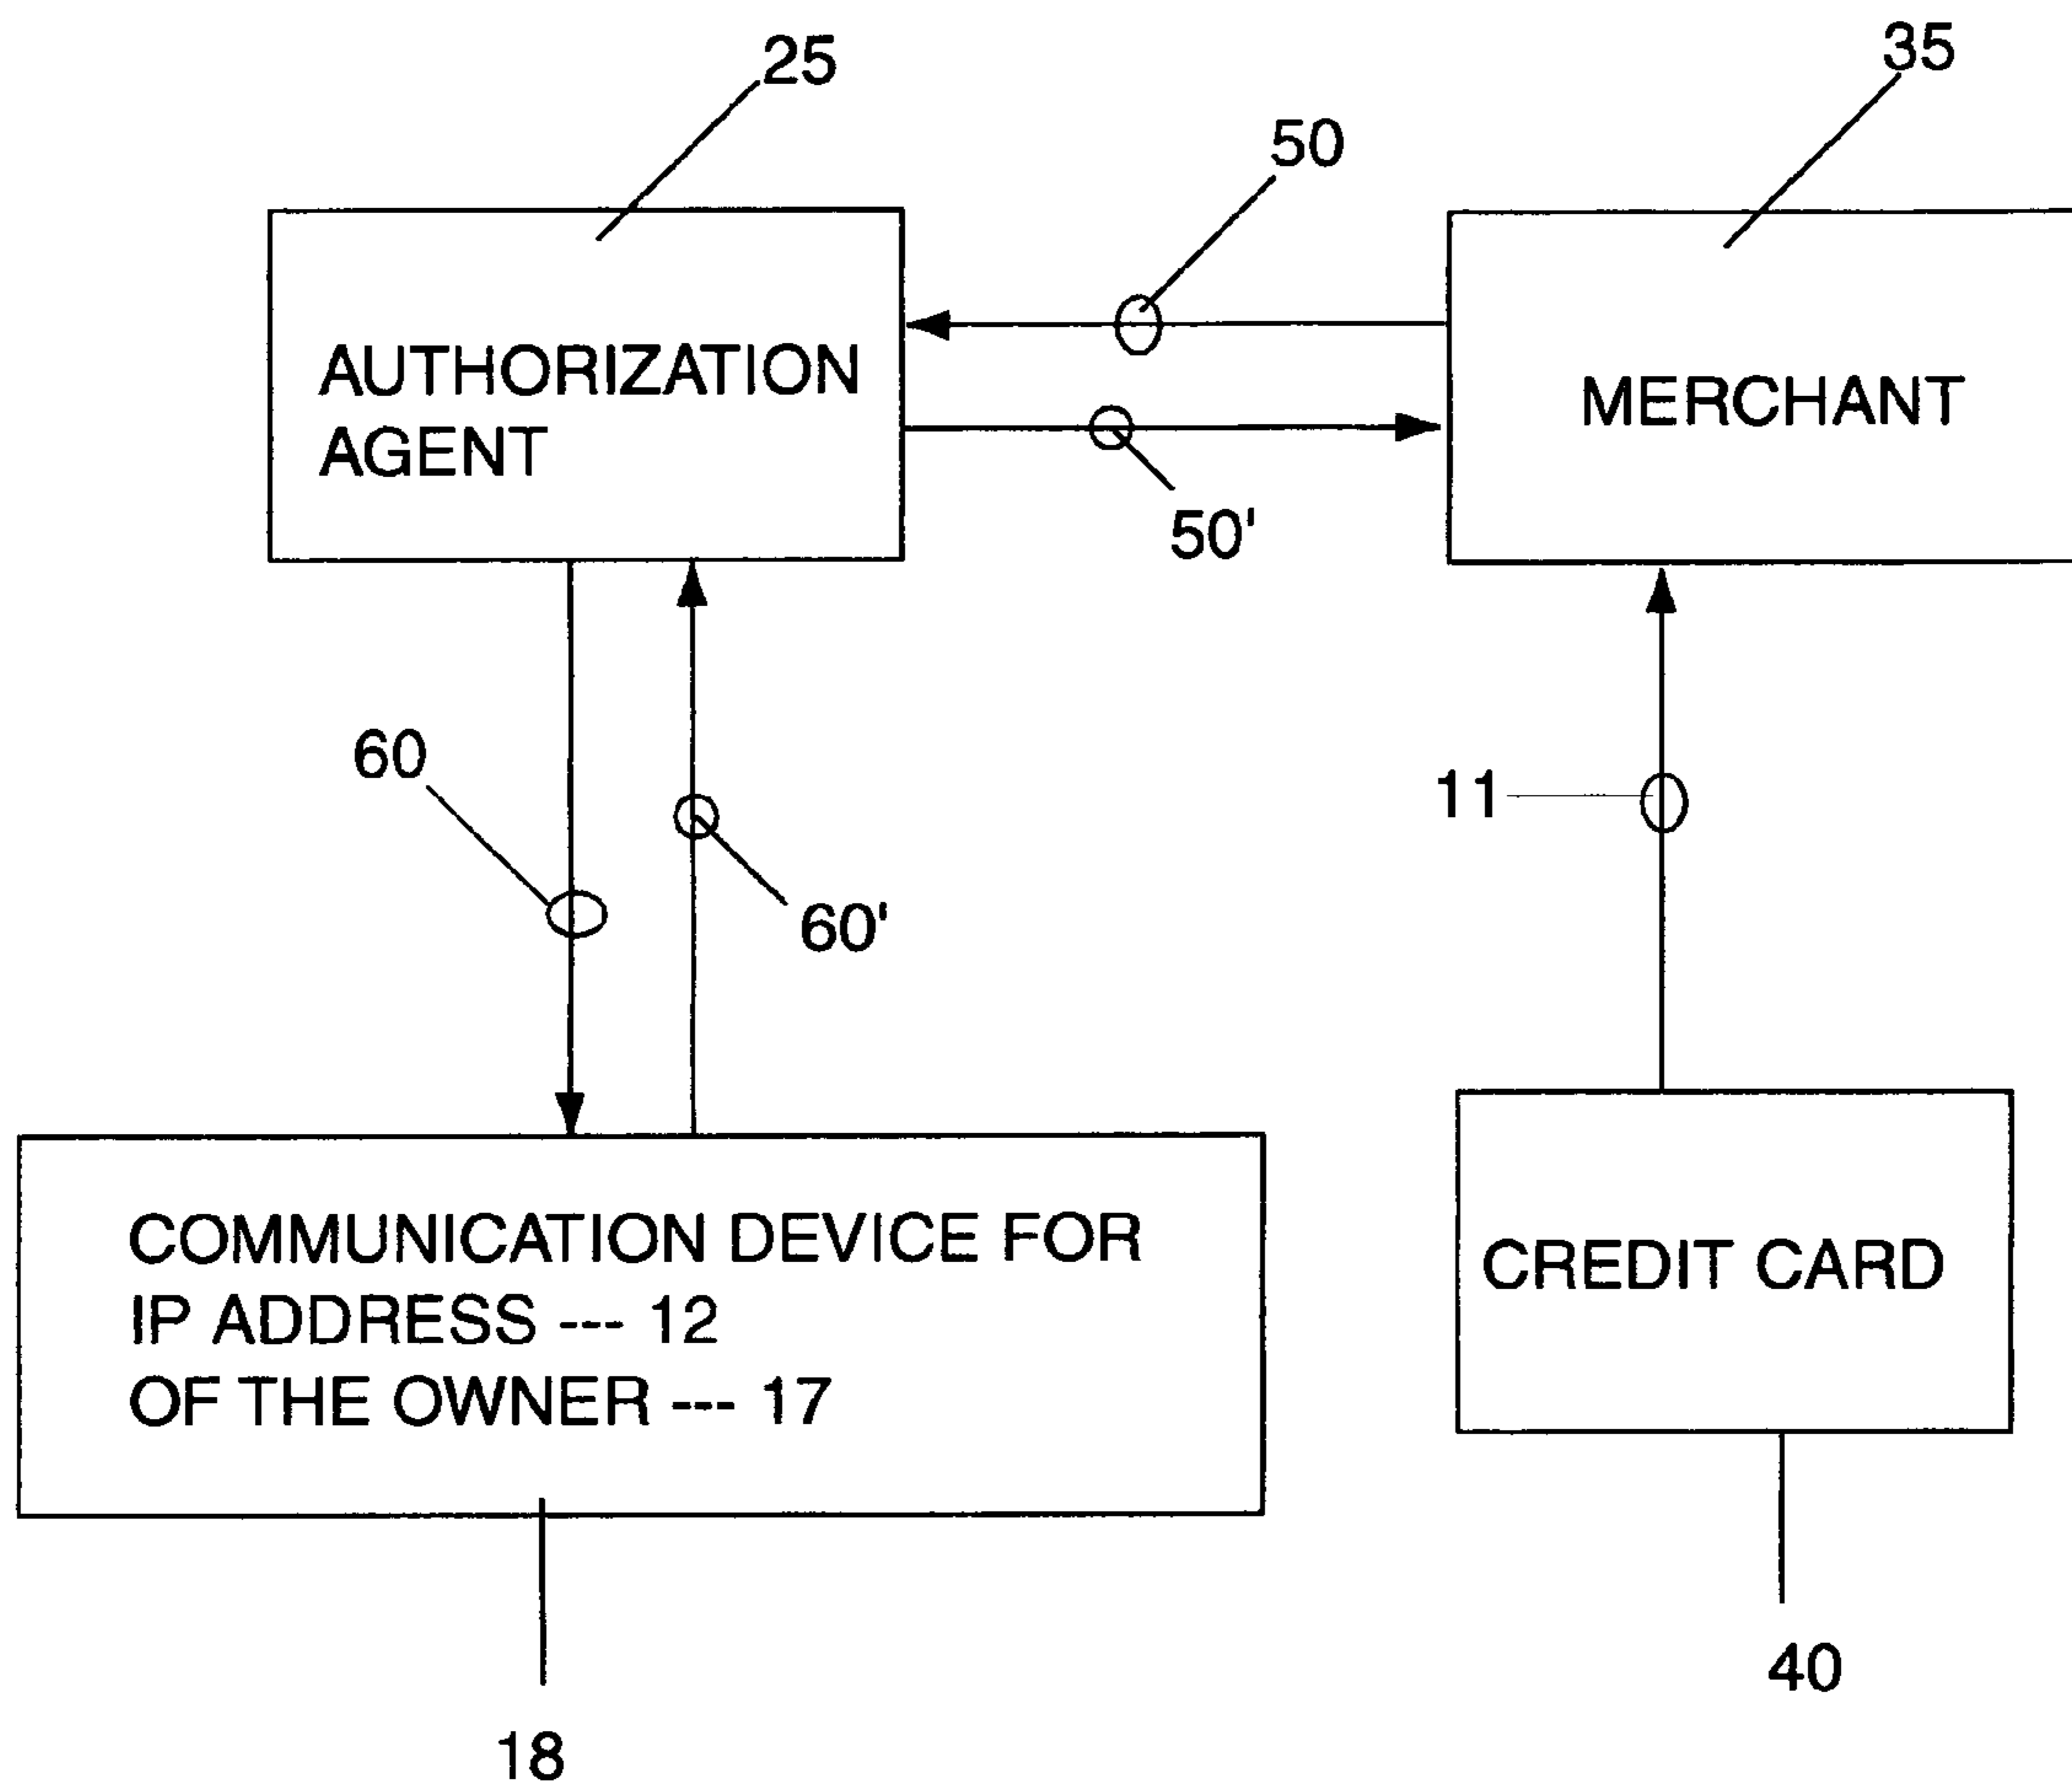 25
35
50
AUTHORIZATION
AGENT
MERCHANT
50'
60
11
60'
COMMUNICATION DEVICE FOR
IP ADDRESS --- 12
OF THE OWNER --- 17
CREDIT CARD
40
18